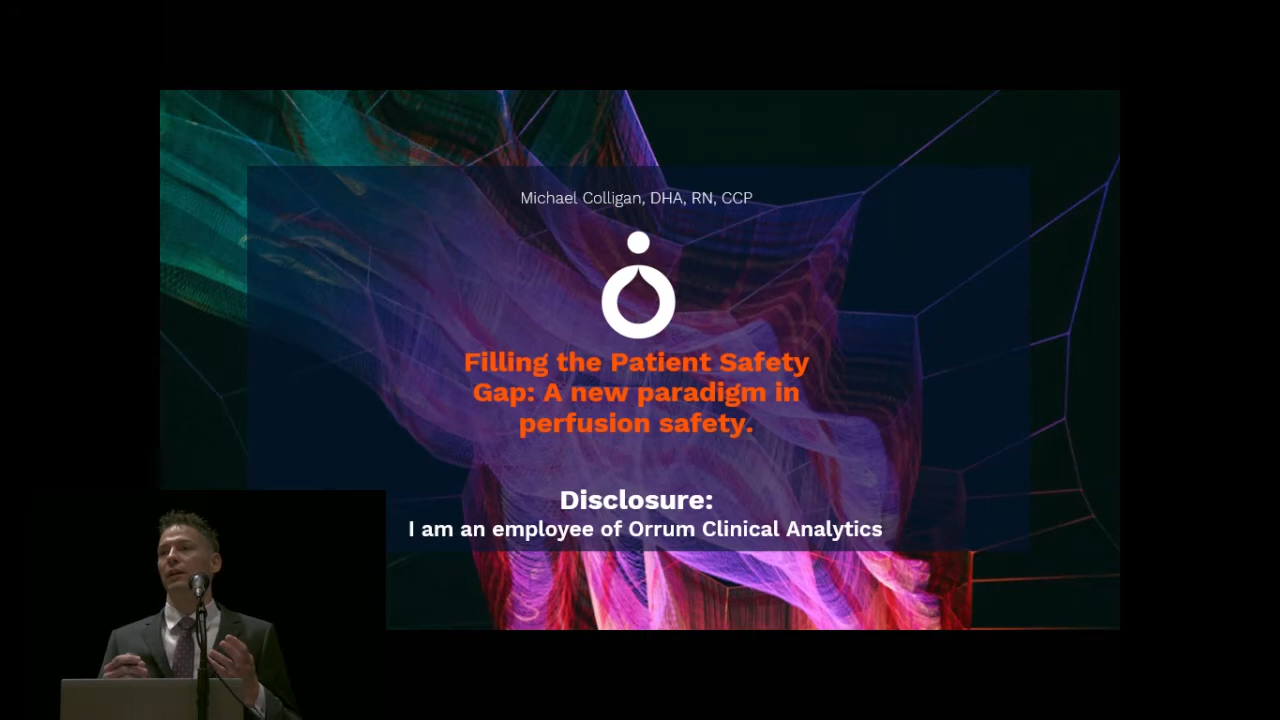 Michael Colligan, DHA, RN, CCP
Filling the Patient Safety
Gap: A new paradigm in
perfusion safety.
Disclosure:
I am an employee of Orrum Clinical Analytics